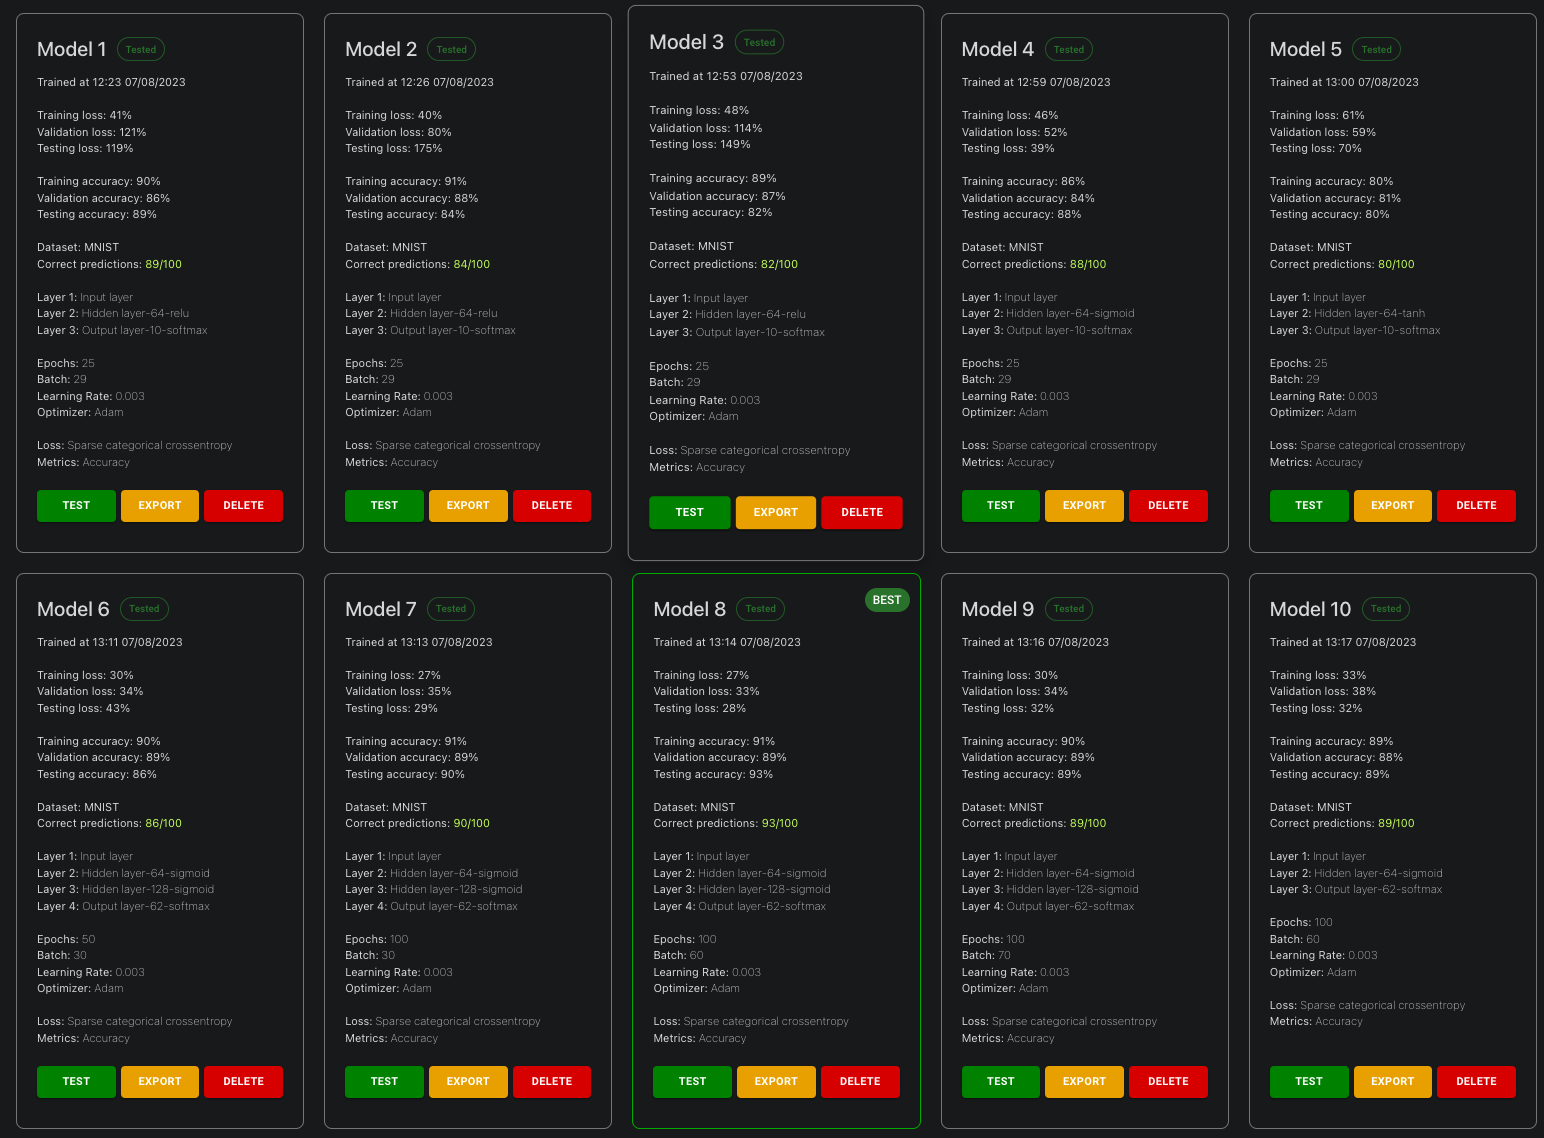 Model 1 Tested
Trained at 12:23 07/08/2023
Training loss: 41%
Validation loss: 121%
Testing loss: 119%
Training accuracy: 90%
Validation accuracy: 86%
Testing accuracy: 89%
Dataset: MNIST
Correct predictions: 89/100
Layer 1: Input layer
Layer 2: Hidden layer-64-relu
Layer 3: Output layer-10-softmax
Epochs: 25
Batch: 29
Learning Rate: 0.003
Optimizer: Adam
Loss: Sparse categorical crossentropy
Metrics: Accuracy
TEST EXPORT DELETE
Model 2 Tested
Trained at 12:26 07/08/2023
Training loss: 40%
Validation loss: 80%
Testing loss: 175%
Training accuracy: 91%
Validation accuracy: 88%
Testing accuracy: 84%
Dataset: MNIST
Correct predictions: 84/100
Layer 1: Input layer
Layer 2: Hidden layer-64-relu
Layer 3: Output layer-10-softmax
Epochs: 25
Batch: 29
Learning Rate: 0.003
Optimizer: Adam
Loss: Sparse categorical crossentropy
Metrics: Accuracy
TEST EXPORT DELETE
Model 3 Tested
Trained at 12:53 07/08/2023
Training loss: 48%
Validation loss: 114%
Testing loss: 149%
Training accuracy: 89%
Validation accuracy: 87%
Testing accuracy: 82%
Dataset: MNIST
Correct predictions: 82/100
Layer 1: Input layer
Layer 2: Hidden layer-64-relu
Layer 3: Output layer-10-softmax
Epochs: 25
Batch: 29
Learning Rate: 0.003
Optimizer: Adam
Loss: Sparse categorical crossentropy
Metrics: Accuracy
TEST EXPORT DELETE
Model 4 Tested
Trained at 12:59 07/08/2023
Training loss: 46%
Validation loss: 52%
Testing loss: 39%
Training accuracy: 86%
Validation accuracy: 84%
Testing accuracy: 88%
Dataset: MNIST
Correct predictions: 88/100
Layer 1: Input layer
Layer 2: Hidden layer-64-sigmoid
Layer 3: Output layer-10-softmax
Epochs: 25
Batch: 29
Learning Rate: 0.003
Optimizer: Adam
Loss: Sparse categorical crossentropy
Metrics: Accuracy
TEST EXPORT DELETE
Model 5 Tested
Trained at 13:00 07/08/2023
Training loss: 61%
Validation loss: 59%
Testing loss: 70%
Training accuracy: 80%
Validation accuracy: 81%
Testing accuracy: 80%
Dataset: MNIST
Correct predictions: 80/100
Layer 1: Input layer
Layer 2: Hidden layer-64-tanh
Layer 3: Output layer-10-softmax
Epochs: 25
Batch: 29
Learning Rate: 0.003
Optimizer: Adam
Loss: Sparse categorical crossentropy
Metrics: Accuracy
TEST EXPORT DELETE
Model 6 Tested
Trained at 13:11 07/08/2023
Training loss: 30%
Validation loss: 34%
Testing loss: 43%
Training accuracy: 90%
Validation accuracy: 89%
Testing accuracy: 86%
Dataset: MNIST
Correct predictions: 86/100
Layer 1: Input layer
Layer 2: Hidden layer-64-sigmoid
Layer 3: Hidden layer-128-sigmoid
Layer 4: Output layer-62-softmax
Epochs: 50
Batch: 30
Learning Rate: 0.003
Optimizer: Adam
Loss: Sparse categorical crossentropy
Metrics: Accuracy
TEST EXPORT DELETE
Model 7 Tested
Trained at 13:13 07/08/2023
Training loss: 27%
Validation loss: 35%
Testing loss: 29%
Training accuracy: 91%
Validation accuracy: 89%
Testing accuracy: 90%
Dataset: MNIST
Correct predictions: 90/100
Layer 1: Input layer
Layer 2: Hidden layer-64-sigmoid
Layer 3: Hidden layer-128-sigmoid
Layer 4: Output layer-62-softmax
Epochs: 100
Batch: 30
Learning Rate: 0.003
Optimizer: Adam
Loss: Sparse categorical crossentropy
Metrics: Accuracy
TEST EXPORT DELETE
Model 8 Tested BEST
Trained at 13:14 07/08/2023
Training loss: 27%
Validation loss: 33%
Testing loss: 28%
Training accuracy: 91%
Validation accuracy: 89%
Testing accuracy: 93%
Dataset: MNIST
Correct predictions: 93/100
Layer 1: Input layer
Layer 2: Hidden layer-64-sigmoid
Layer 3: Hidden layer-128-sigmoid
Layer 4: Output layer-62-softmax
Epochs: 100
Batch: 60
Learning Rate: 0.003
Optimizer: Adam
Loss: Sparse categorical crossentropy
Metrics: Accuracy
TEST EXPORT DELETE
Model 9 Tested
Trained at 13:16 07/08/2023
Training loss: 30%
Validation loss: 34%
Testing loss: 32%
Training accuracy: 90%
Validation accuracy: 89%
Testing accuracy: 89%
Dataset: MNIST
Correct predictions: 89/100
Layer 1: Input layer
Layer 2: Hidden layer-64-sigmoid
Layer 3: Hidden layer-128-sigmoid
Layer 4: Output layer-62-softmax
Epochs: 100
Batch: 70
Learning Rate: 0.003
Optimizer: Adam
Loss: Sparse categorical crossentropy
Metrics: Accuracy
TEST EXPORT DELETE
Model 10 Tested
Trained at 13:17 07/08/2023
Training loss: 33%
Validation loss: 38%
Testing loss: 32%
Training accuracy: 89%
Validation accuracy: 88%
Testing accuracy: 89%
Dataset: MNIST
Correct predictions: 89/100
Layer 1: Input layer
Layer 2: Hidden layer-64-sigmoid
Layer 3: Output layer-62-softmax
Epochs: 100
Batch: 60
Learning Rate: 0.003
Optimizer: Adam
Loss: Sparse categorical crossentropy
Metrics: Accuracy
TEST EXPORT DELETE